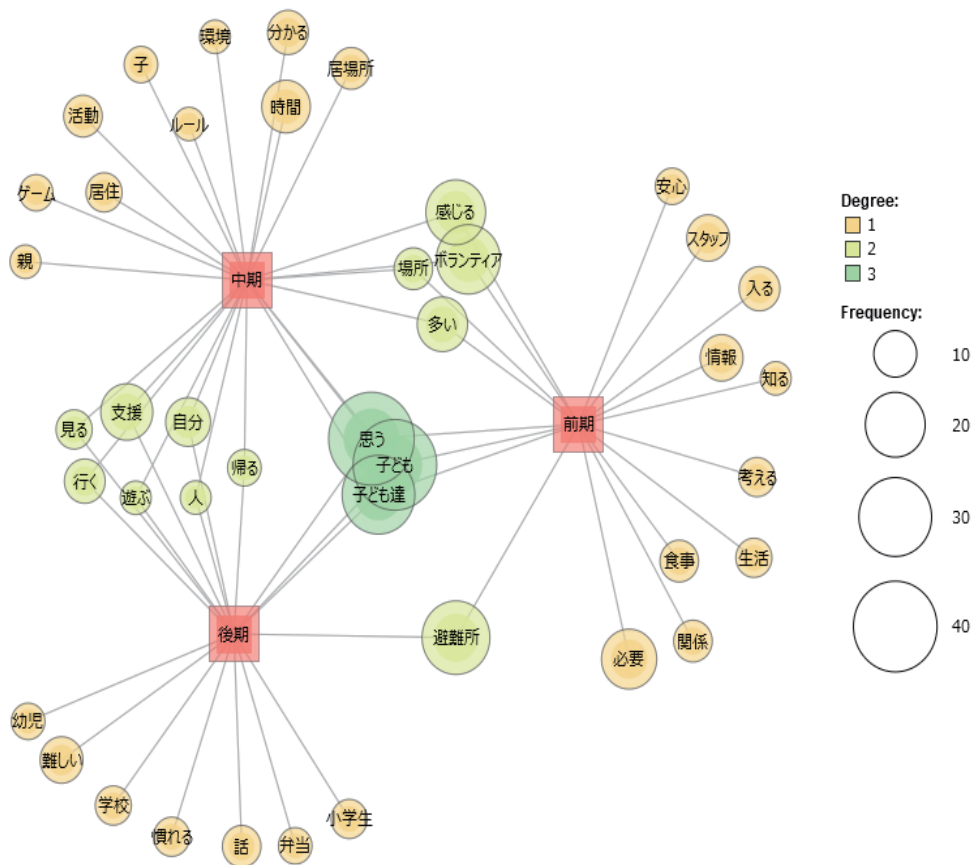 分かる
環境
子
居場所
時間
活動
ルール
ゲーム
居住
親
中期
感じる
ボランティア
場所
多い
安心
スタッフ
入る
情報
知る
前期
考える
食事
生活
関係
必要
支援
自分
見る
行く
遊ぶ
人
帰る
思う
子ども
子ども達
後期
避難所
幼児
難しい
学校
慣れる
話
弁当
小学生
Degree:
1
2
3
Frequency:
10
20
30
40